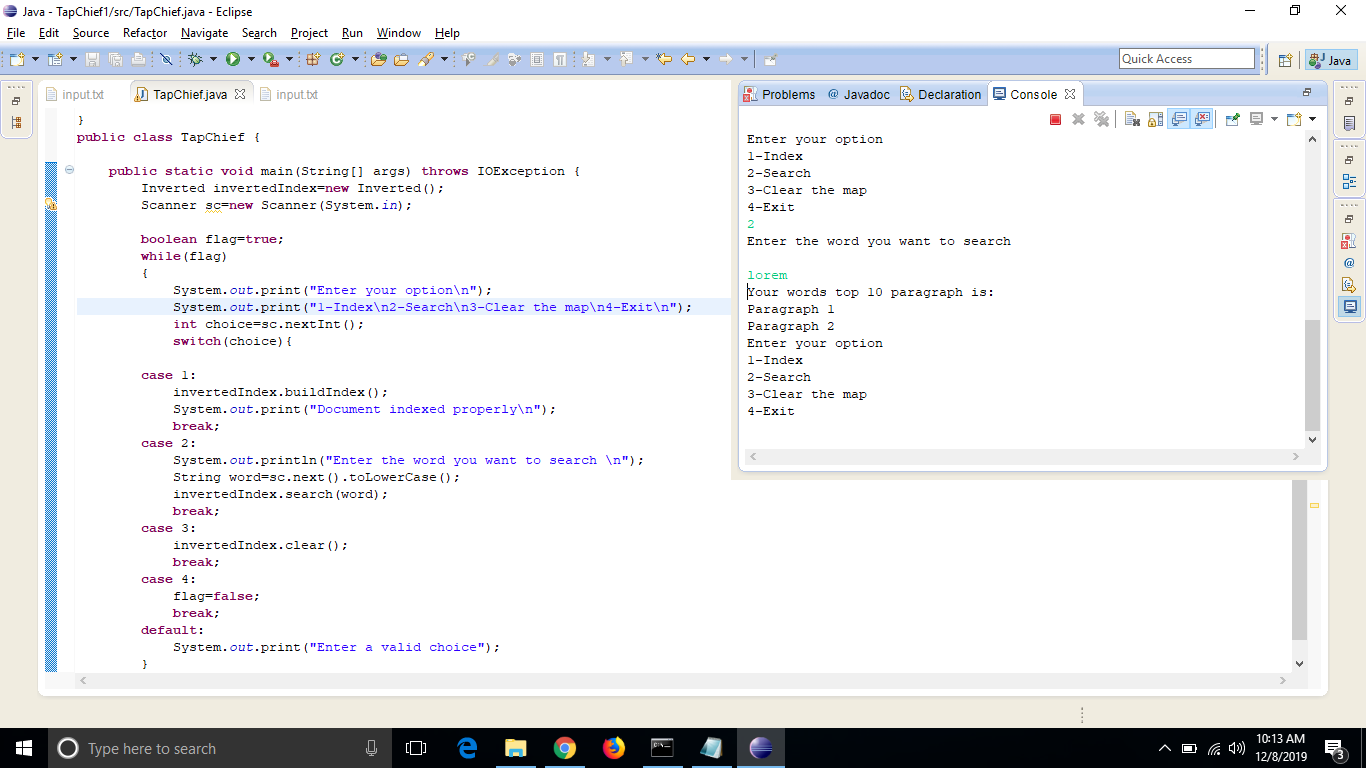 Java - TapChief1/src/TapChief.java - Eclipse
File Edit Source Refactor Navigate Search Project Run Window Help
Quick Access
Java
input.txt TapChief.java input.txt
}
public class TapChief {
public static void main(String[] args) throws IOException {
Inverted invertedIndex=new Inverted();
Scanner sc=new Scanner(System.in);
boolean flag=true;
while(flag)
{
System.out.print("Enter your option\n");
System.out.print("1-Index\n2-Search\n3-Clear the map\n4-Exit\n");
int choice=sc.nextInt();
switch(choice){
case 1:
invertedIndex.buildIndex();
System.out.print("Document indexed properly\n");
break;
case 2:
System.out.println("Enter the word you want to search \n");
String word=sc.next().toLowerCase();
invertedIndex.search(word);
break;
case 3:
invertedIndex.clear();
break;
case 4:
flag=false;
break;
default:
System.out.print("Enter a valid choice");
}
Problems @ Javadoc Declaration Console
Enter your option
1-Index
2-Search
3-Clear the map
4-Exit
2
Enter the word you want to search
lorem
Your words top 10 paragraph is:
Paragraph 1
Paragraph 2
Enter your option
1-Index
2-Search
3-Clear the map
4-Exit
Type here to search
10:13 AM
12/8/2019
3